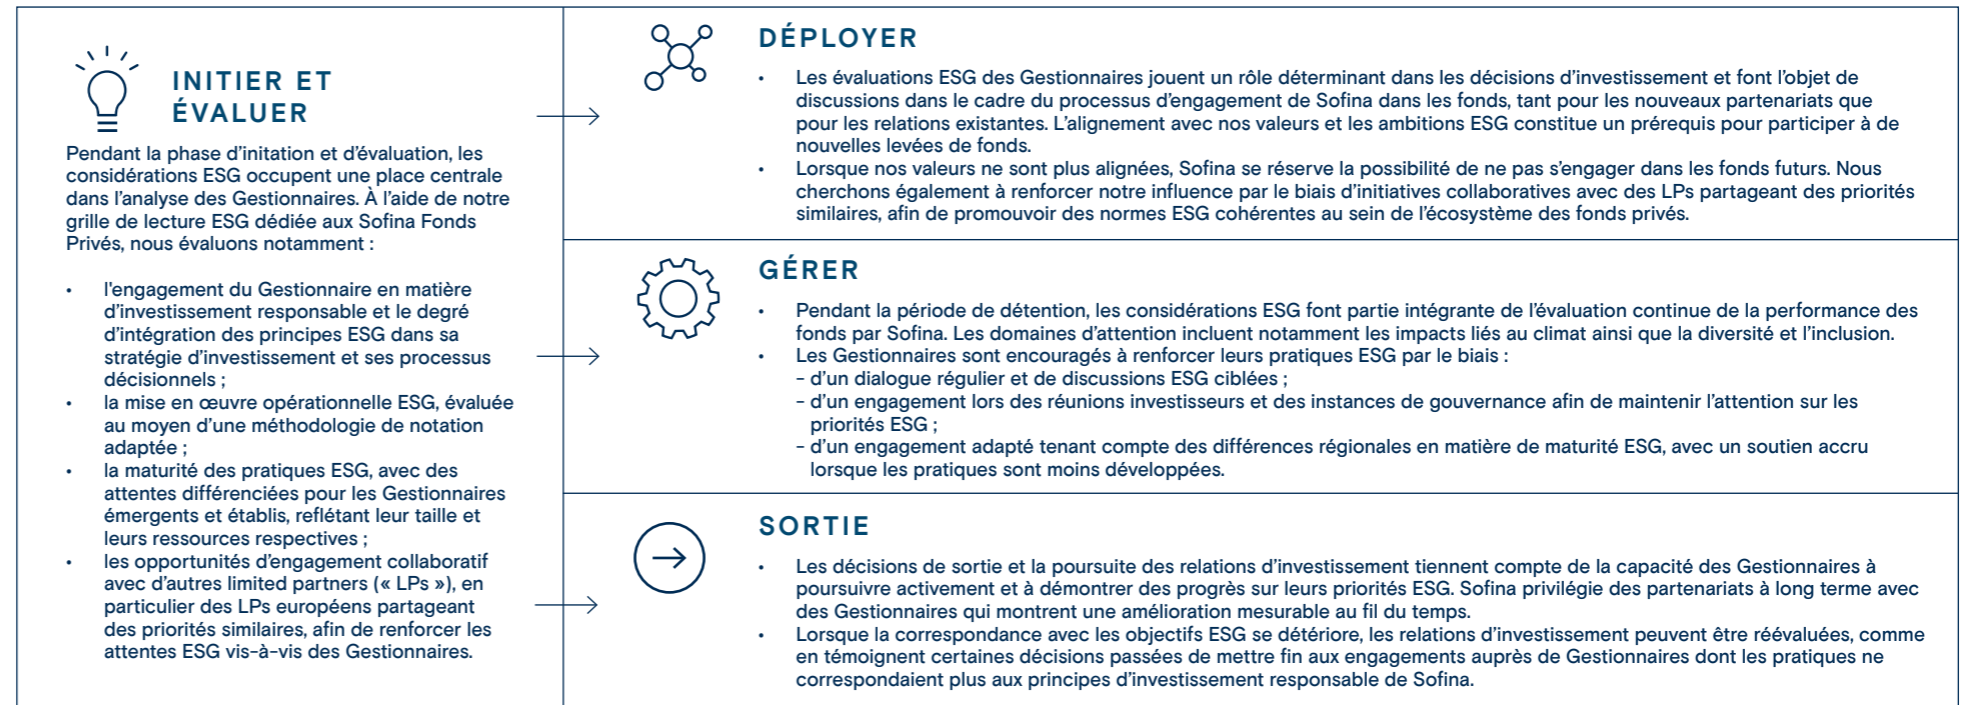 INITIER ET
ÉVALUER
Pendant la phase d'initation et d'évaluation, les
considérations ESG occupent une place centrale
dans l'analyse des Gestionnaires. À l'aide de notre
grille de lecture ESG dédiée aux Sofina Fonds
Privés, nous évaluons notamment :
• l'engagement du Gestionnaire en matière
d'investissement responsable et le degré
d'intégration des principes ESG dans sa
stratégie d'investissement et ses processus
décisionnels ;
• la mise en œuvre opérationnelle ESG, évaluée
au moyen d'une méthodologie de notation
adaptée ;
• la maturité des pratiques ESG, avec des
attentes différenciées pour les Gestionnaires
émergents et établis, reflétant leur taille et
leurs ressources respectives ;
• les opportunités d'engagement collaboratif
avec d'autres limited partners (« LPs »), en
particulier des LPs européens partageant
des priorités similaires, afin de renforcer les
attentes ESG vis-à-vis des Gestionnaires.
DÉPLOYER
• Les évaluations ESG des Gestionnaires jouent un rôle déterminant dans les décisions d'investissement et font l'objet de
discussions dans le cadre du processus d'engagement de Sofina dans les fonds, tant pour les nouveaux partenariats que
pour les relations existantes. L'alignement avec nos valeurs et les ambitions ESG constitue un prérequis pour participer à de
nouvelles levées de fonds.
• Lorsque nos valeurs ne sont plus alignées, Sofina se réserve la possibilité de ne pas s'engager dans les fonds futurs. Nous
cherchons également à renforcer notre influence par le biais d'initiatives collaboratives avec des LPs partageant des priorités
similaires, afin de promouvoir des normes ESG cohérentes au sein de l'écosystème des fonds privés.
GÉRER
• Pendant la période de détention, les considérations ESG font partie intégrante de l'évaluation continue de la performance des
fonds par Sofina. Les domaines d'attention incluent notamment les impacts liés au climat ainsi que la diversité et l'inclusion.
• Les Gestionnaires sont encouragés à renforcer leurs pratiques ESG par le biais :
- d'un dialogue régulier et de discussions ESG ciblées ;
- d'un engagement lors des réunions investisseurs et des instances de gouvernance afin de maintenir l'attention sur les
priorités ESG ;
- d'un engagement adapté tenant compte des différences régionales en matière de maturité ESG, avec un soutien accru
lorsque les pratiques sont moins développées.
SORTIE
• Les décisions de sortie et la poursuite des relations d'investissement tiennent compte de la capacité des Gestionnaires à
poursuivre activement et à démontrer des progrès sur leurs priorités ESG. Sofina privilégie des partenariats à long terme avec
des Gestionnaires qui montrent une amélioration mesurable au fil du temps.
• Lorsque la correspondance avec les objectifs ESG se détériore, les relations d'investissement peuvent être réévaluées, comme
en témoignent certaines décisions passées de mettre fin aux engagements auprès de Gestionnaires dont les pratiques ne
correspondaient plus aux principes d'investissement responsable de Sofina.